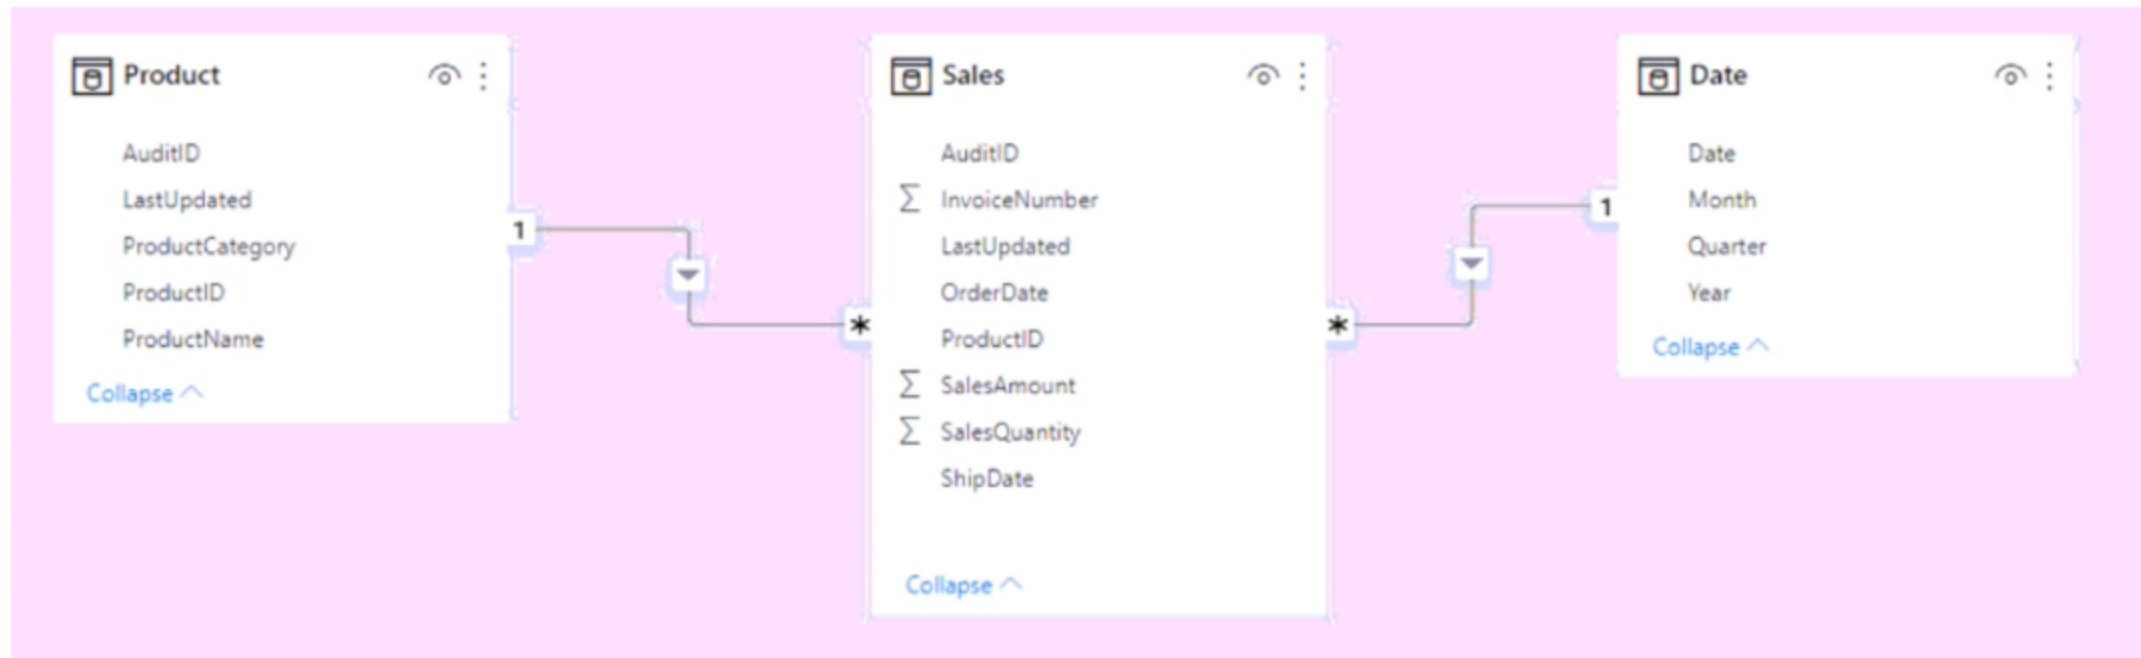 Product
AuditID
LastUpdated
ProductCategory
ProductID
ProductName
Collapse
1
*
Sales
AuditID
Σ InvoiceNumber
LastUpdated
OrderDate
ProductID
Σ SalesAmount
Σ SalesQuantity
ShipDate
Collapse
*
1
Date
Date
Month
Quarter
Year
Collapse